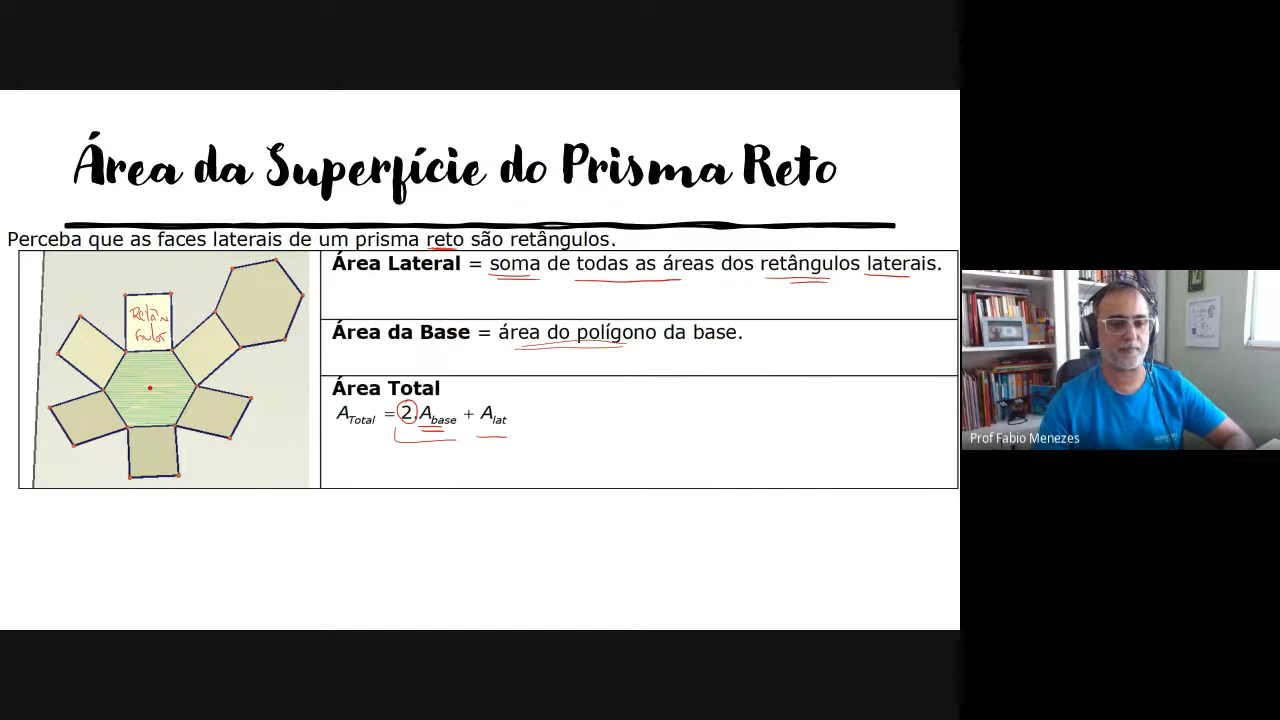 Área da Superfície do Prisma Reto
Perceba que as faces laterais de um prisma reto são retângulos.
Retân
gulos
Área Lateral = soma de todas as áreas dos retângulos laterais.
Área da Base = área do polígono da base.
Área Total
A_Total = 2.A_base + A_lat
Prof Fabio Menezes